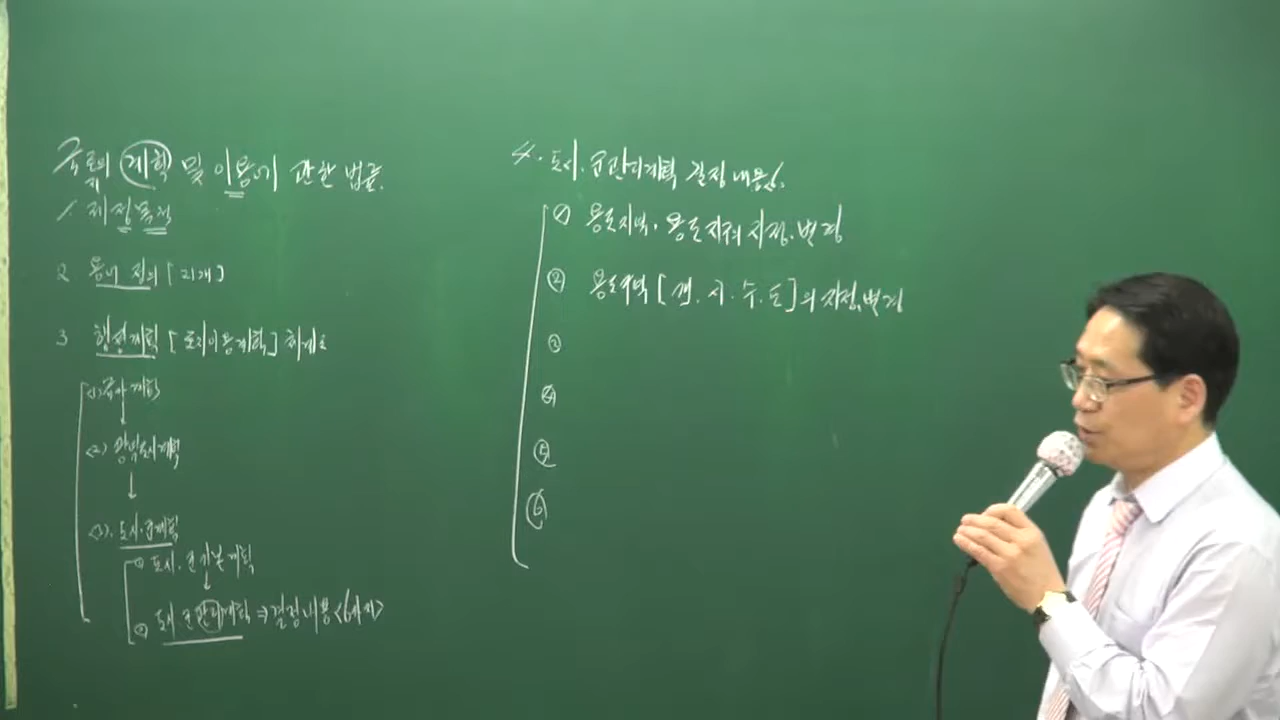 국토의 계획 및 이용에 관한 법률.
1. 제정목적
2 용어 정의 [21개]
3 행정계획 [토지이용계획] 체계도
(1) 국가계획
↓
(2) 광역도시계획
↓
(3). 도시.군계획
① 도시.군기본계획
↓
② 도시 군관리계획 ⇒ 결정내용 <6가지>
4. 도시.군관리계획 결정내용6.
① 용도지역.용도지구의 지정.변경
② 용도구역 [개.시.수.도]의 지정.변경
③
④
⑤
⑥